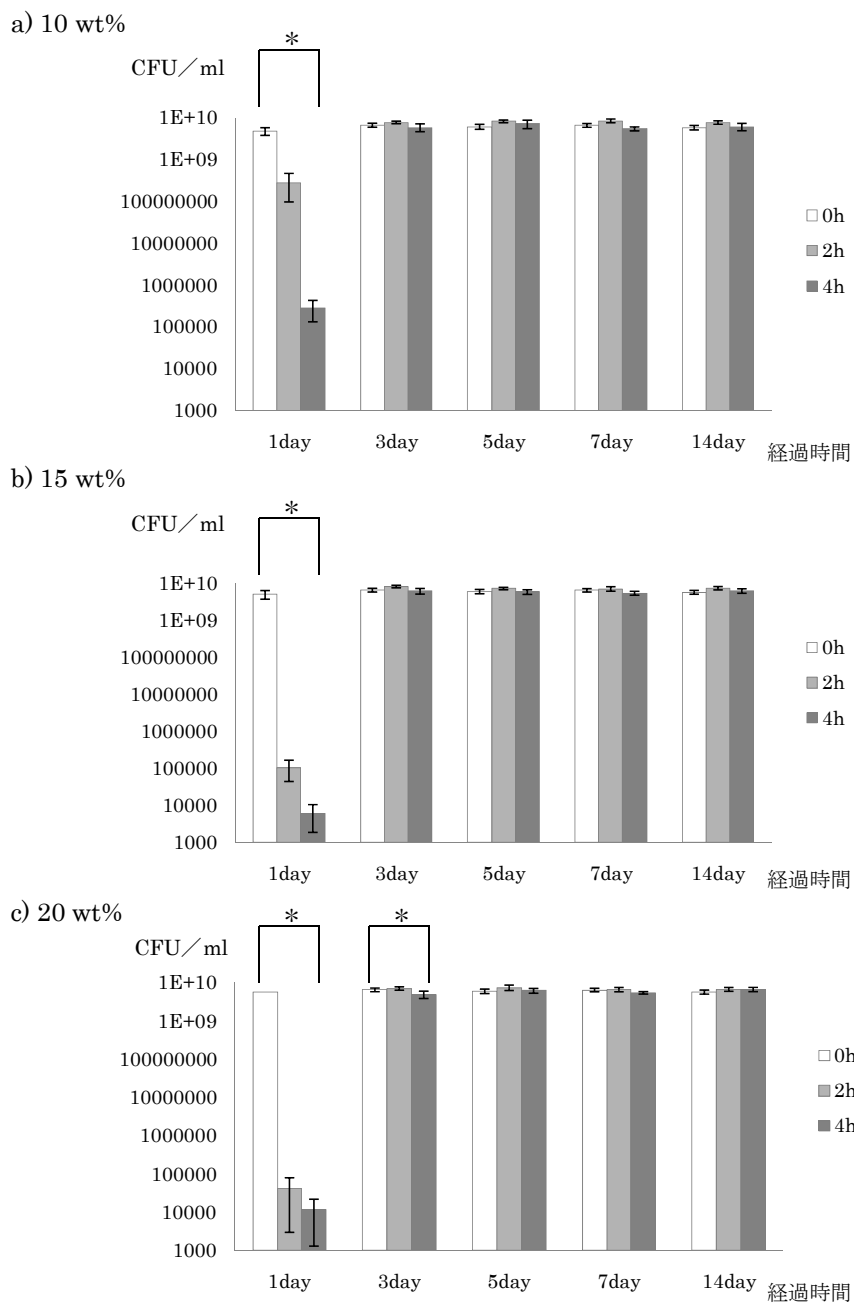 a) 10 wt%
*
CFU／ml
1E+10
1E+09
100000000
10000000
1000000
100000
10000
1000
0h
2h
4h
1day 3day 5day 7day 14day 経過時間
b) 15 wt%
*
CFU／ml
1E+10
1E+09
100000000
10000000
1000000
100000
10000
1000
0h
2h
4h
1day 3day 5day 7day 14day 経過時間
c) 20 wt%
* *
CFU／ml
1E+10
1E+09
100000000
10000000
1000000
100000
10000
1000
0h
2h
4h
1day 3day 5day 7day 14day 経過時間